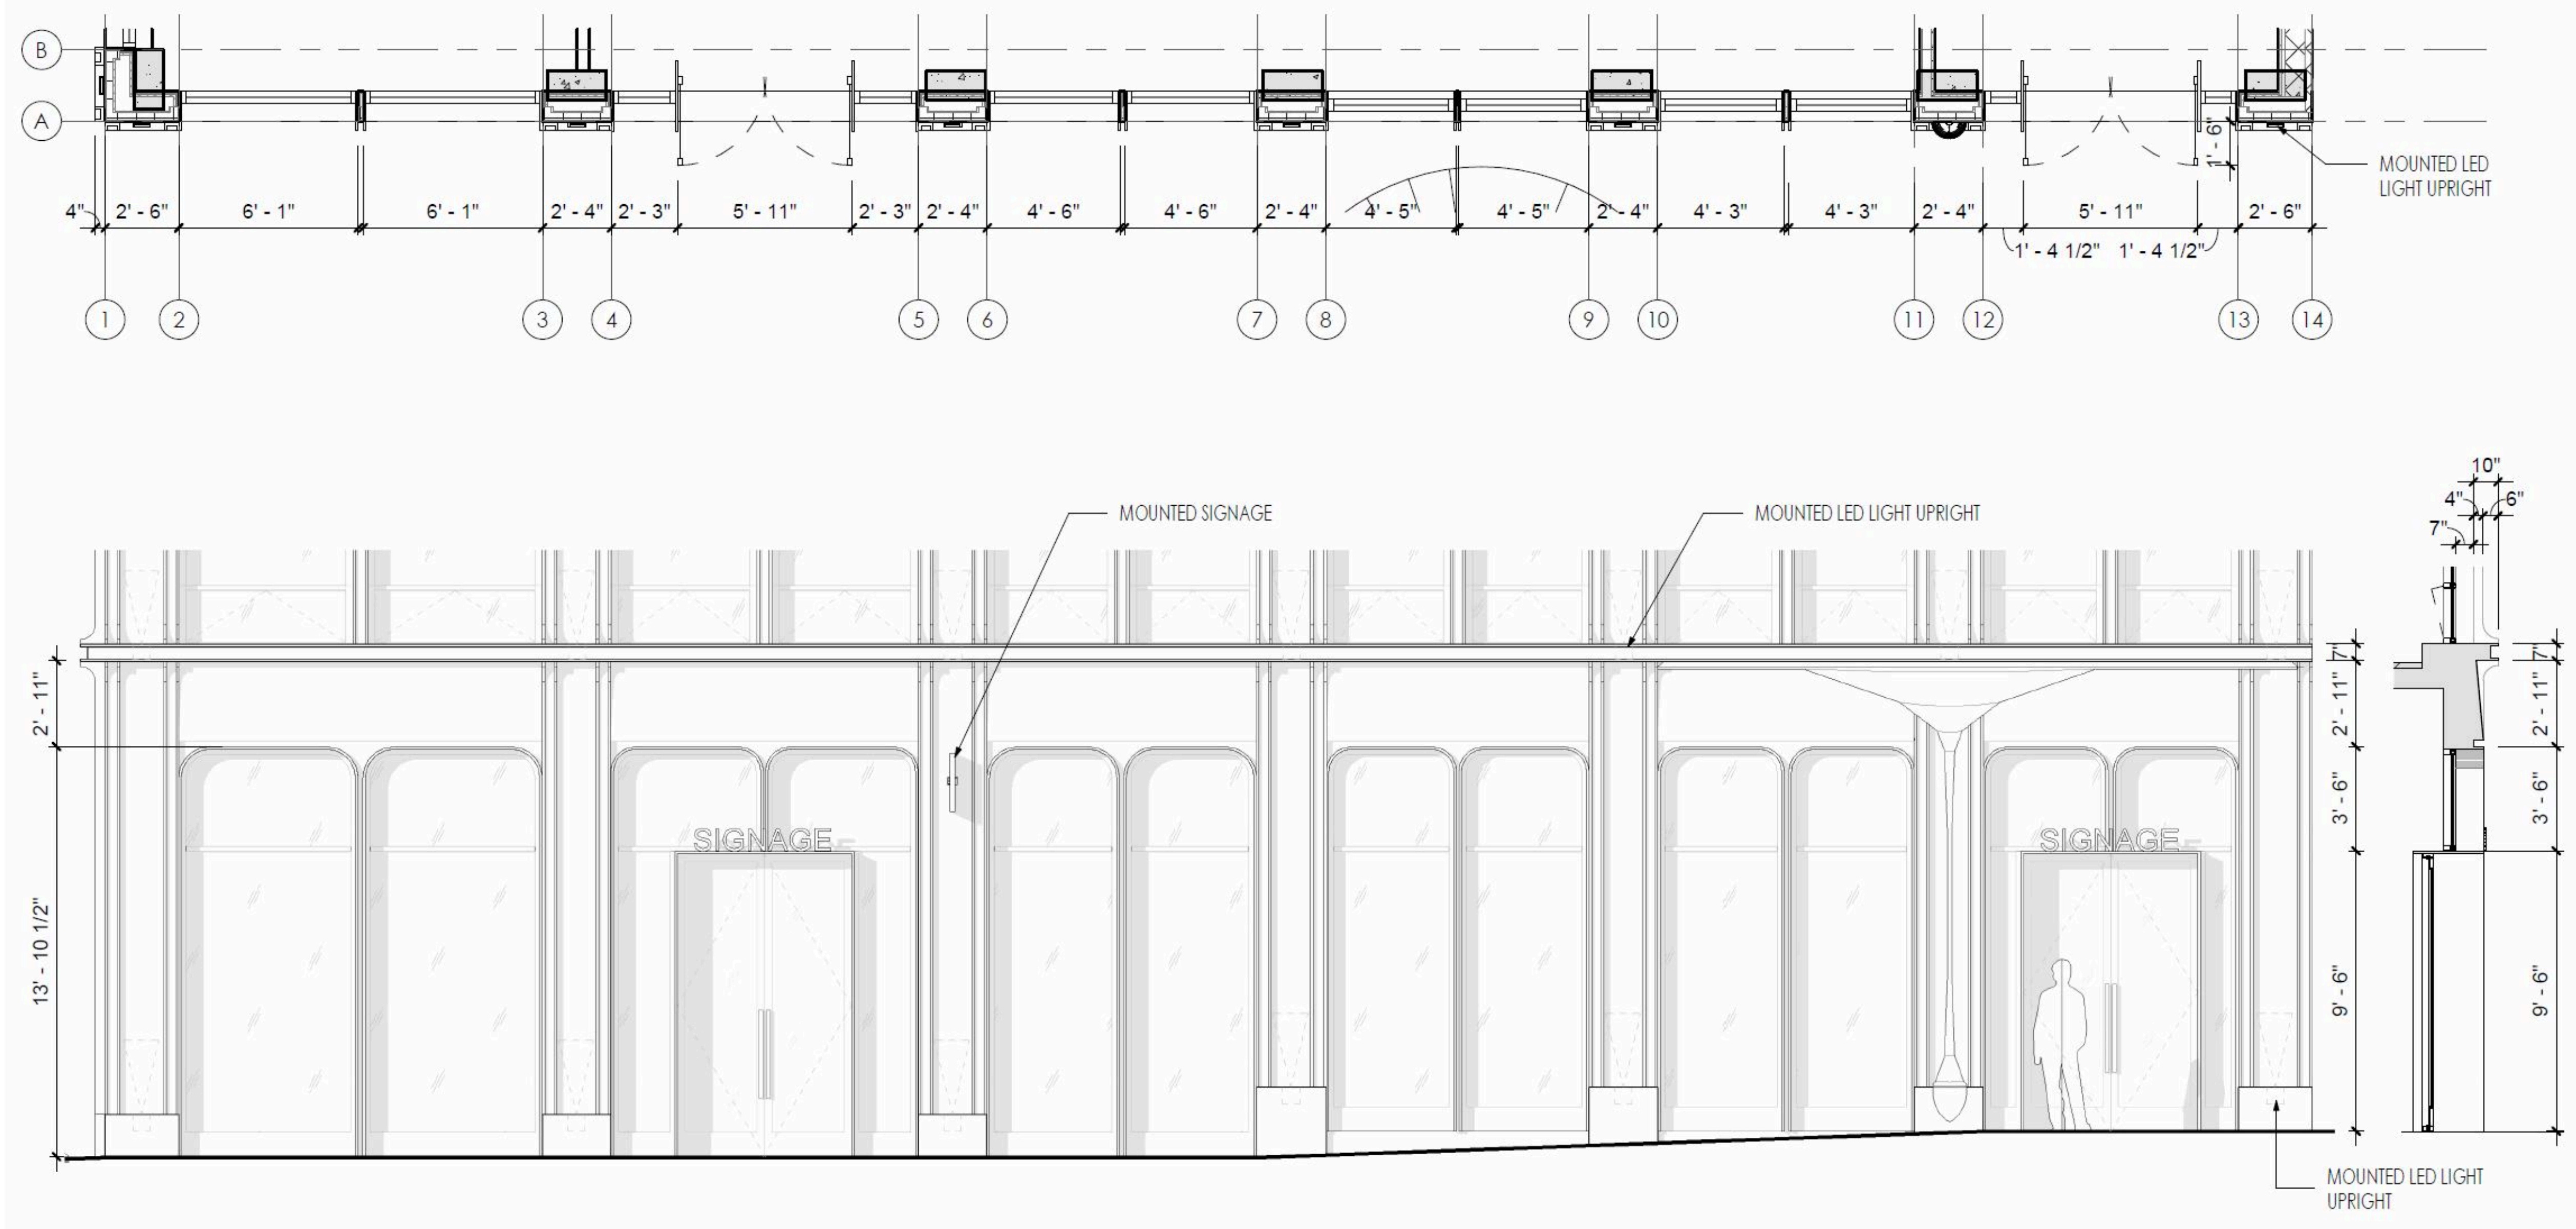 B
A
MOUNTED LED
LIGHT UPRIGHT
1' - 6"
4" 2' - 6" 6' - 1" 6' - 1" 2' - 4" 2' - 3" 5' - 11" 2' - 3" 2' - 4" 4' - 6" 4' - 6" 2' - 4" 4' - 5" 4' - 5" 2' - 4" 4' - 3" 4' - 3" 2' - 4" 5' - 11" 2' - 6"
1' - 4 1/2" 1' - 4 1/2"
1 2 3 4 5 6 7 8 9 10 11 12 13 14
10"
4" 6"
7"
MOUNTED SIGNAGE
MOUNTED LED LIGHT UPRIGHT
2' - 11"
13' - 10 1/2"
SIGNAGE
SIGNAGE
7"
2' - 11"
3' - 6"
9' - 6"
7"
2' - 11"
3' - 6"
9' - 6"
MOUNTED LED LIGHT
UPRIGHT